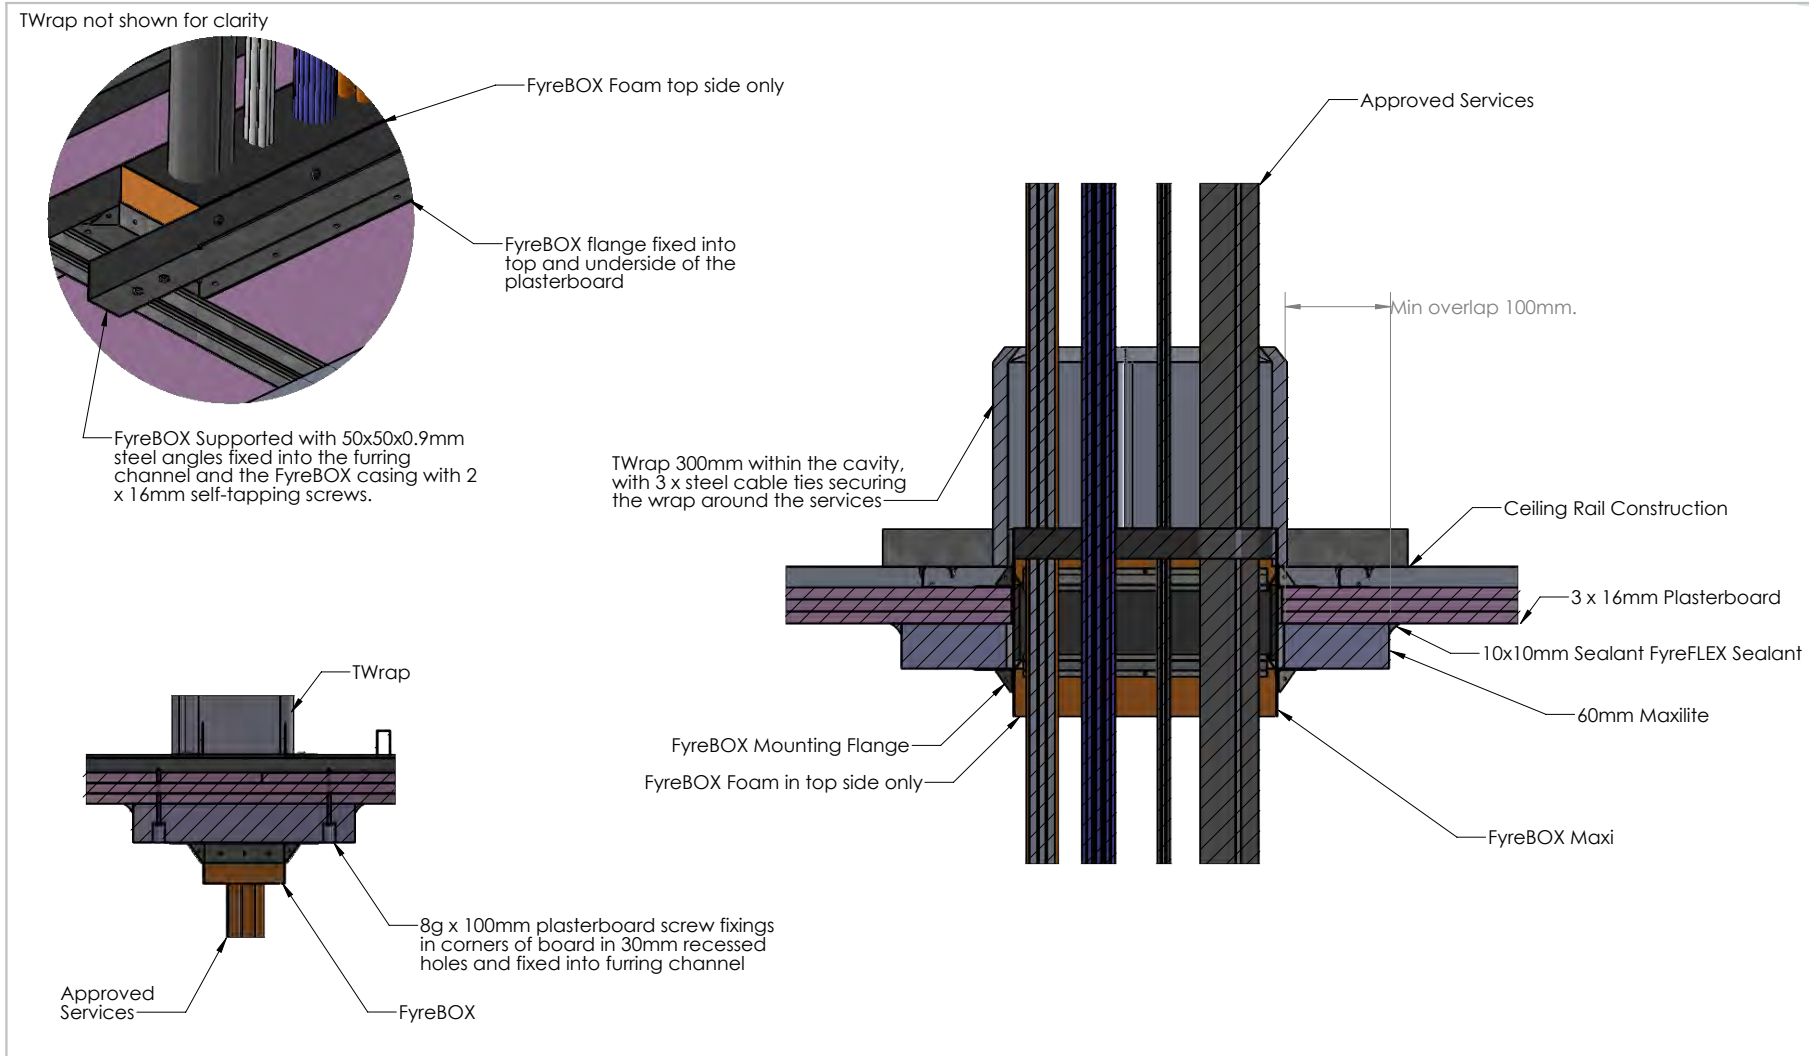 TWrap not shown for clarity
FyreBOX Foam top side only
FyreBOX flange fixed into
top and underside of the
plasterboard
FyreBOX Supported with 50x50x0.9mm
steel angles fixed into the furring
channel and the FyreBOX casing with 2
x 16mm self-tapping screws.
Approved Services
Min overlap 100mm.
TWrap 300mm within the cavity,
with 3 x steel cable ties securing
the wrap around the services
Ceiling Rail Construction
3 x 16mm Plasterboard
10x10mm Sealant FyreFLEX Sealant
60mm Maxilite
FyreBOX Mounting Flange
FyreBOX Foam in top side only
FyreBOX Maxi
TWrap
8g x 100mm plasterboard screw fixings
in corners of board in 30mm recessed
holes and fixed into furring channel
Approved
Services
FyreBOX